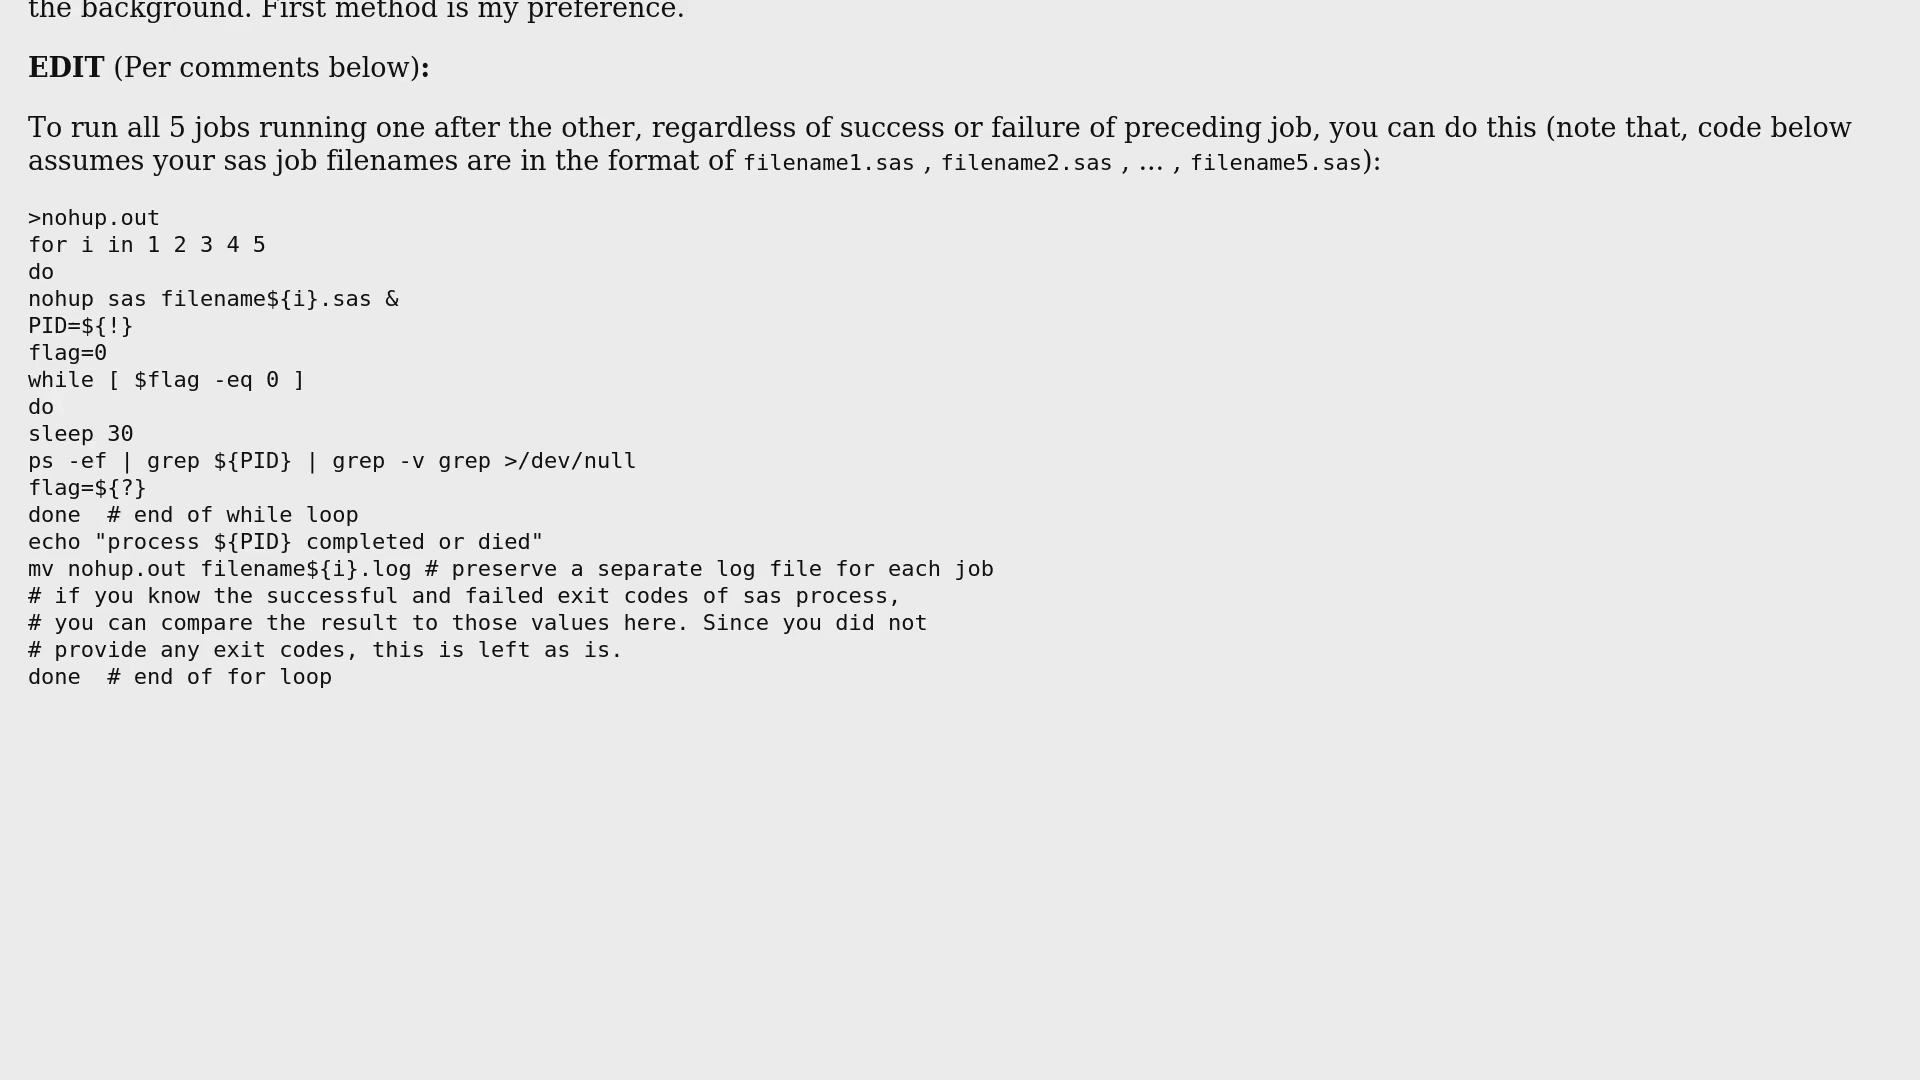 the background. First method is my preference.
EDIT (Per comments below):
To run all 5 jobs running one after the other, regardless of success or failure of preceding job, you can do this (note that, code below
assumes your sas job filenames are in the format of filename1.sas , filename2.sas , ... , filename5.sas):
>nohup.out
for i in 1 2 3 4 5
do
nohup sas filename${i}.sas &
PID=${!}
flag=0
while [ $flag -eq 0 ]
do
sleep 30
ps -ef | grep ${PID} | grep -v grep >/dev/null
flag=${?}
done  # end of while loop
echo "process ${PID} completed or died"
mv nohup.out filename${i}.log # preserve a separate log file for each job
# if you know the successful and failed exit codes of sas process,
# you can compare the result to those values here. Since you did not
# provide any exit codes, this is left as is.
done  # end of for loop